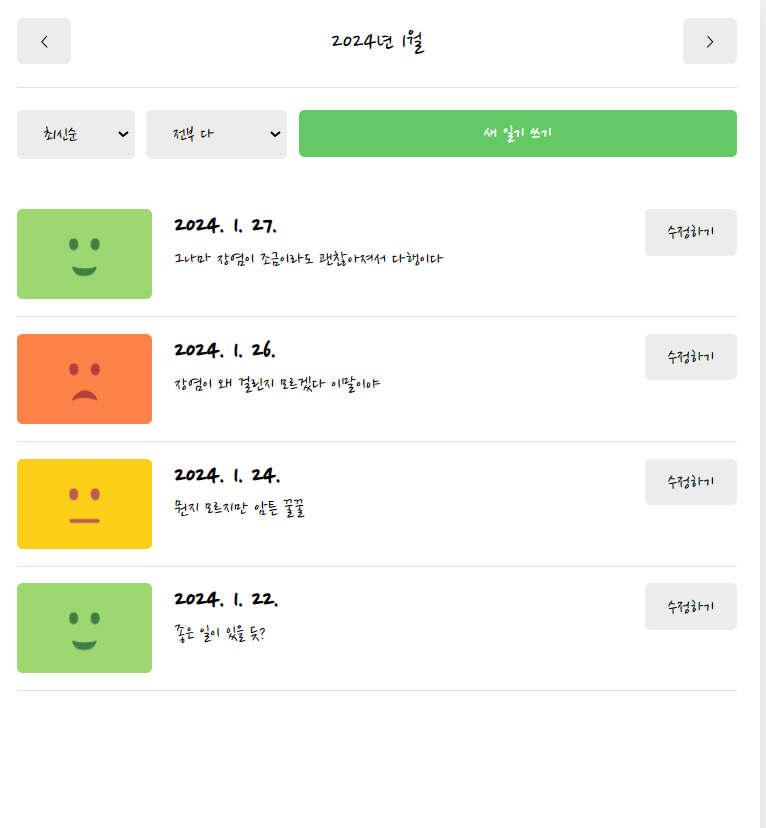 <
2024년 1월
>
최신순
전부 다
새 일기 쓰기
2024. 1. 27.
그나마 장염이 조금이라도 괜찮아져서 다행이다
수정하기
2024. 1. 26.
장염이 왜 걸린지 모르겠다 이말이야
수정하기
2024. 1. 24.
뭔지 모르지만 암튼 꿀꿀
수정하기
2024. 1. 22.
좋은 일이 있을 듯?
수정하기